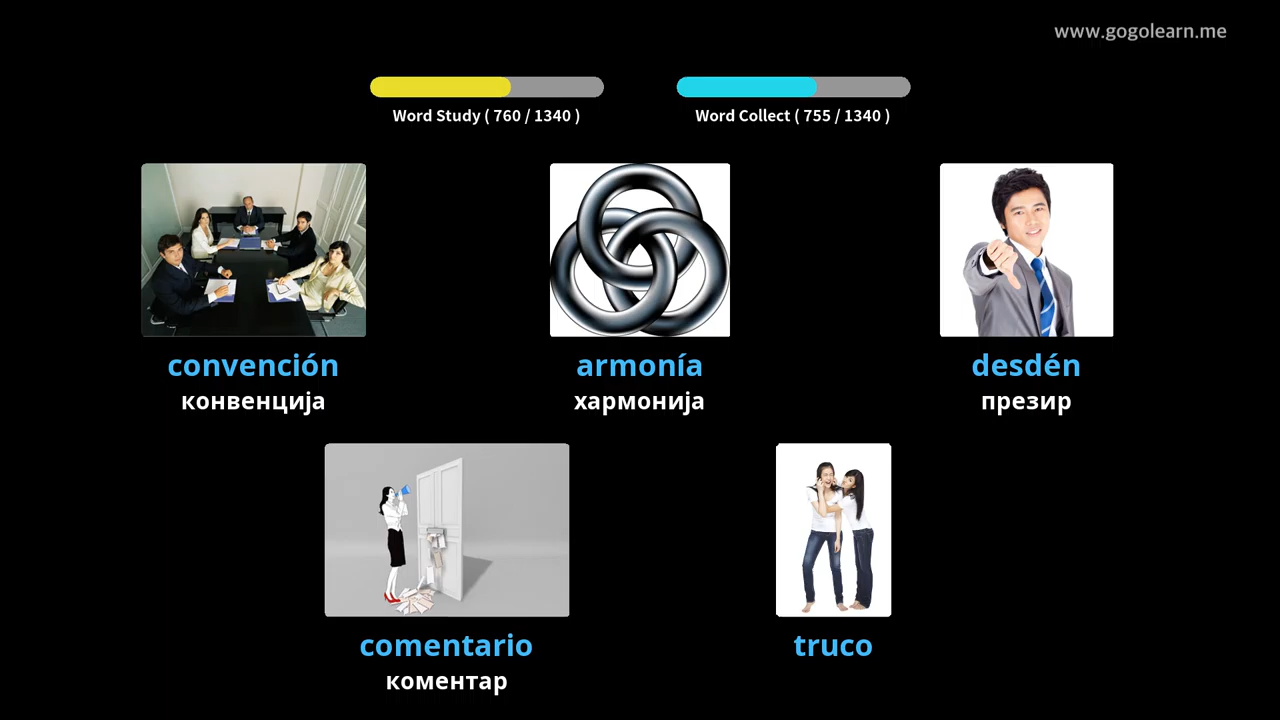 www.gogolearn.me
Word Study ( 760 / 1340 )
Word Collect ( 755 / 1340 )
convención
конвенција
armonía
хармонија
desdén
презир
comentario
коментар
truco